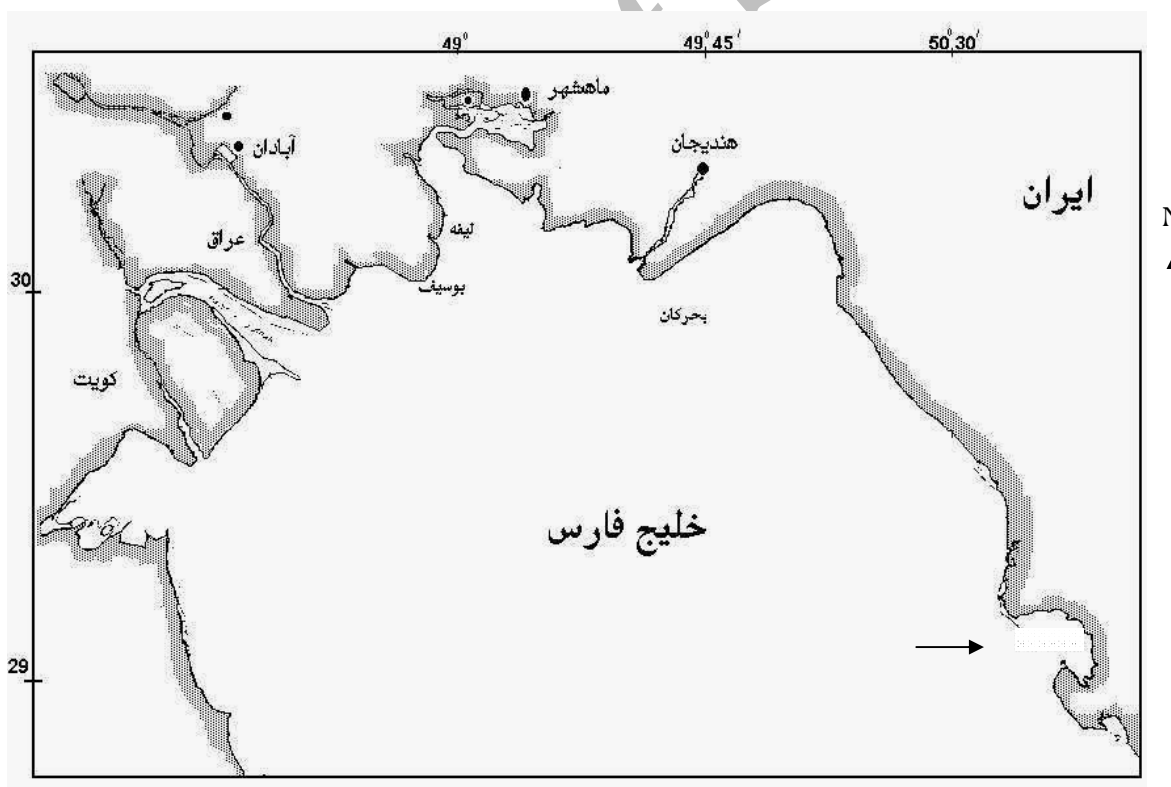 49° 49° 45′ 50° 30′
ماهشهر
هندیجان
آبادان
ایران
N
لیفه
عراق
30
بوسیف
بحرکان
کویت
خلیج فارس
29